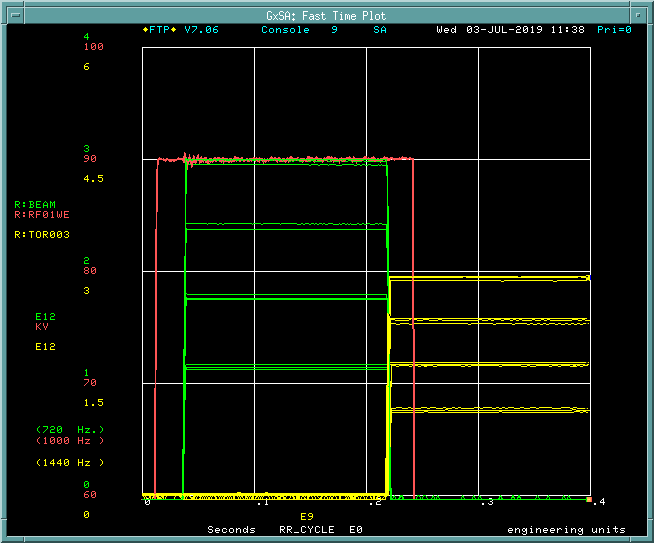 GxSA: Fast Time Plot
◆FTP◆ V7.06 Console 9 SA Wed 03-JUL-2019 11:38 Pri=0
4
100
6
3
90
4.5
R:BEAM
R:RF01WE
R:TOR003
2
80
3
E12
KV
E12
1
70
1.5
(720 Hz.)
(1000 Hz )
(1440 Hz )
0
60
0
0 .1 .2 .3 .4
E9
Seconds RR_CYCLE E0 engineering units